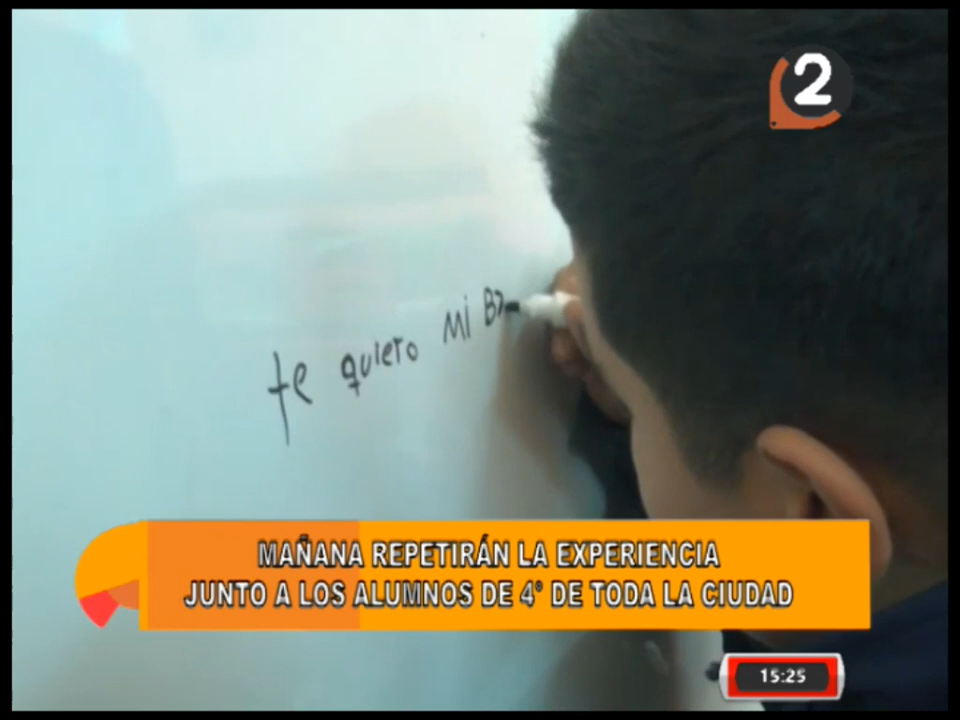 2
te quiero mi
MAÑANA REPETIRÁN LA EXPERIENCIA
JUNTO A LOS ALUMNOS DE 4° DE TODA LA CIUDAD
15:25